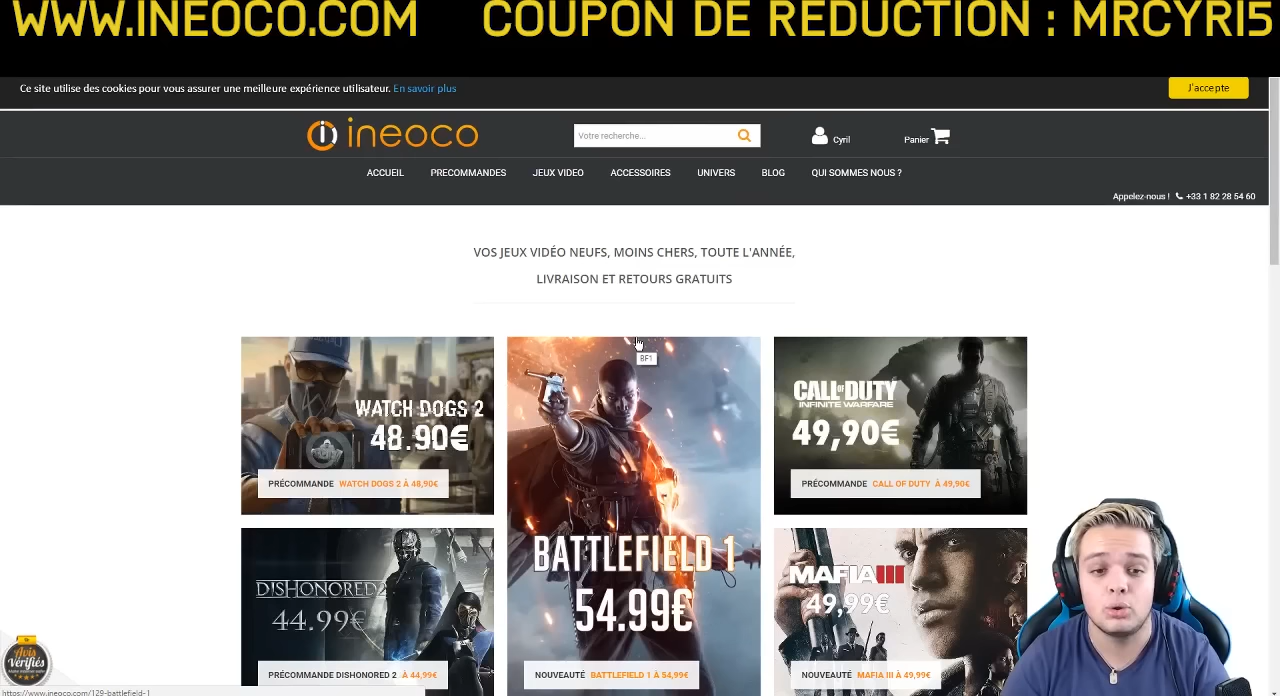 WWW.INEOCO.COM COUPON DE REDUCTION : MRCYRI5
Ce site utilise des cookies pour vous assurer une meilleure expérience utilisateur. En savoir plus
J'accepte
ineoco
Votre recherche...
Cyril
Panier
ACCUEIL PRECOMMANDES JEUX VIDEO ACCESSOIRES UNIVERS BLOG QUI SOMMES NOUS ?
Appelez-nous ! +33 1 82 28 54 60
VOS JEUX VIDÉO NEUFS, MOINS CHERS, TOUTE L'ANNÉE,
LIVRAISON ET RETOURS GRATUITS
BF1
WATCH DOGS 2
48.90€
PRÉCOMMANDE WATCH DOGS 2 À 48,90€
CALL OF DUTY
INFINITE WARFARE
49,90€
PRÉCOMMANDE CALL OF DUTY À 49,90€
BATTLEFIELD 1
54.99€
NOUVEAUTÉ BATTLEFIELD 1 À 54,99€
DISHONORED 2
44.99€
PRÉCOMMANDE DISHONORED 2 À 44,99€
MAFIA III
49,99€
NOUVEAUTÉ MAFIA III À 49,99€
Avis
Vérifiés
https://www.ineoco.com/129-battlefield-1